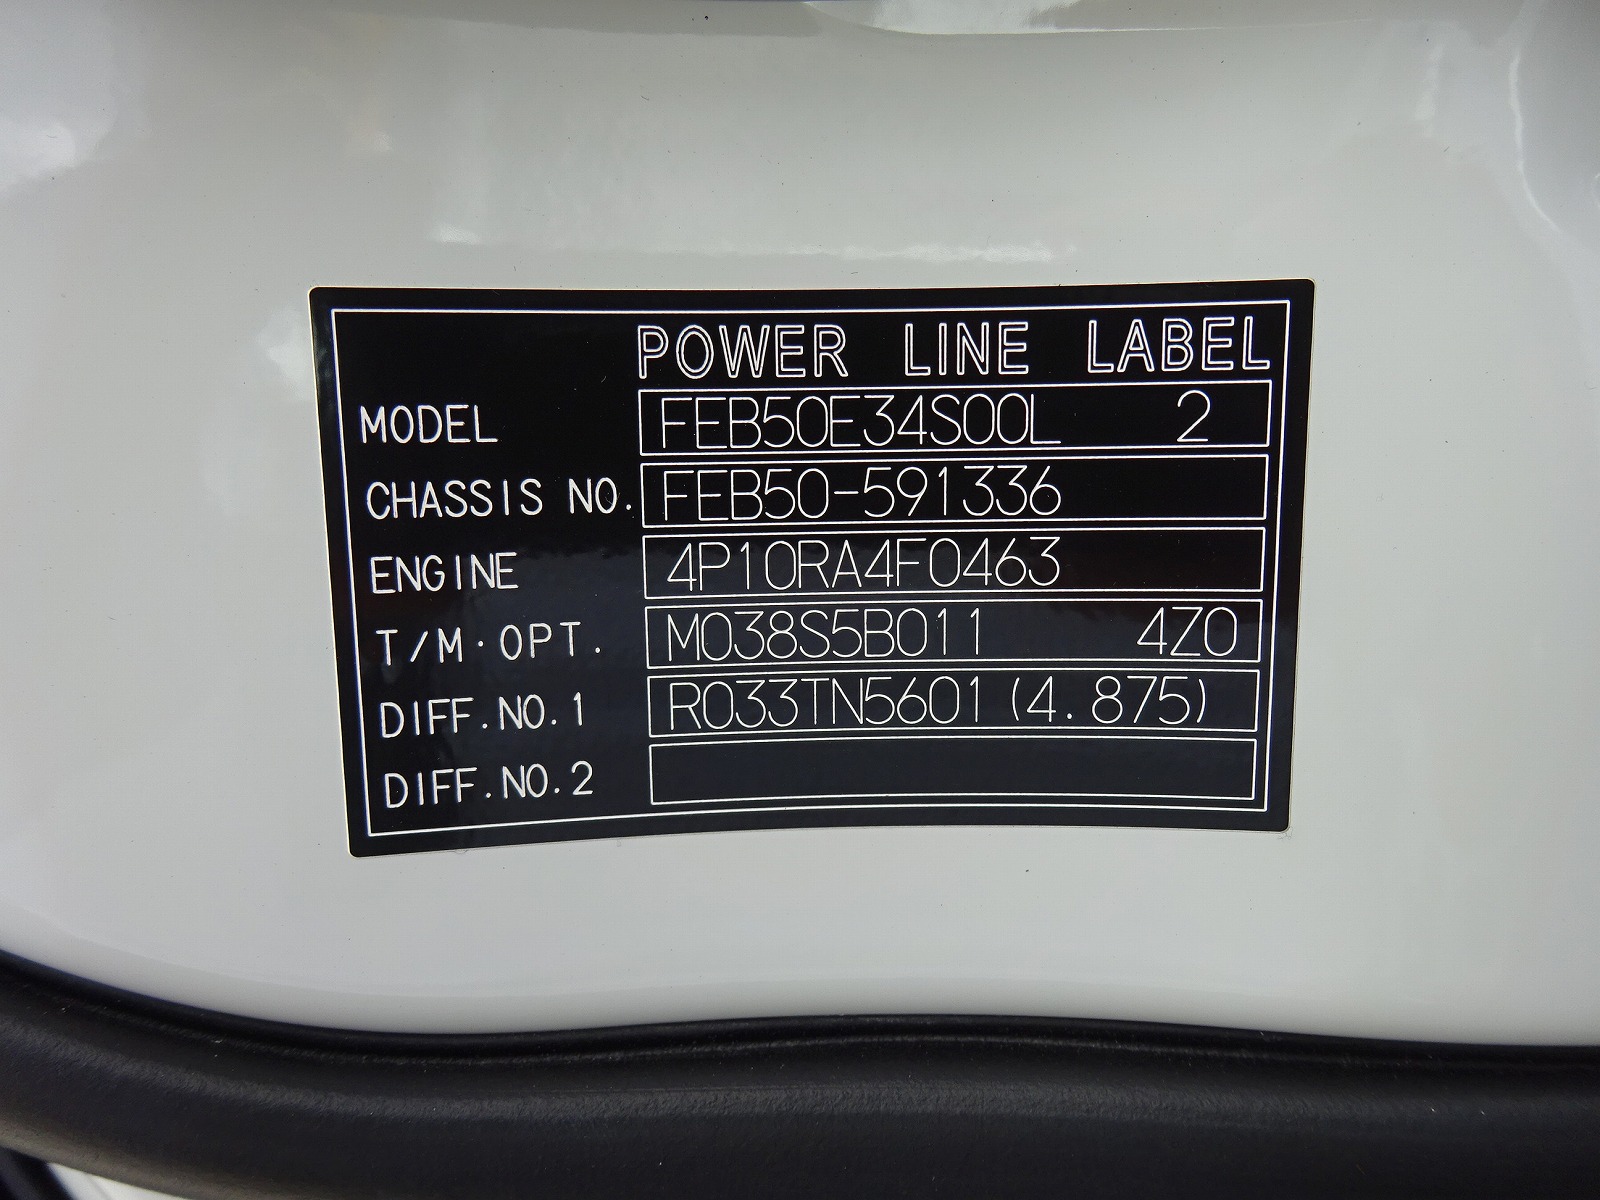 POWER LINE LABEL
MODEL FEB50E34S00L 2
CHASSIS NO. FEB50-591336
ENGINE 4P10RA4F0463
T/M·OPT. M038S5B011 4Z0
DIFF.NO.1 R033TN5601(4.875)
DIFF.NO.2